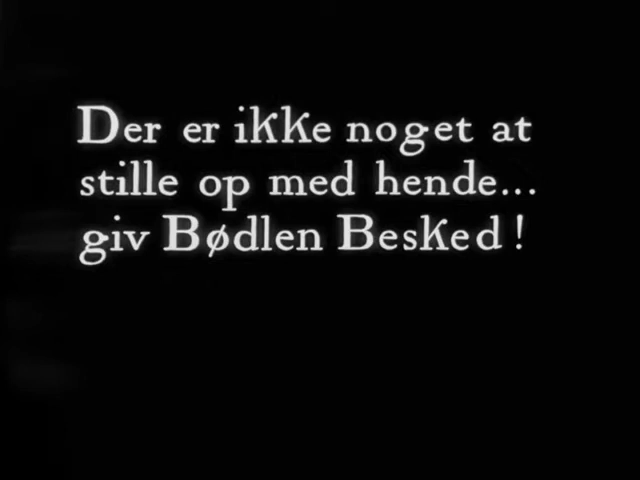 Der er ikke noget at
stille op med hende...
giv Bødlen Besked!